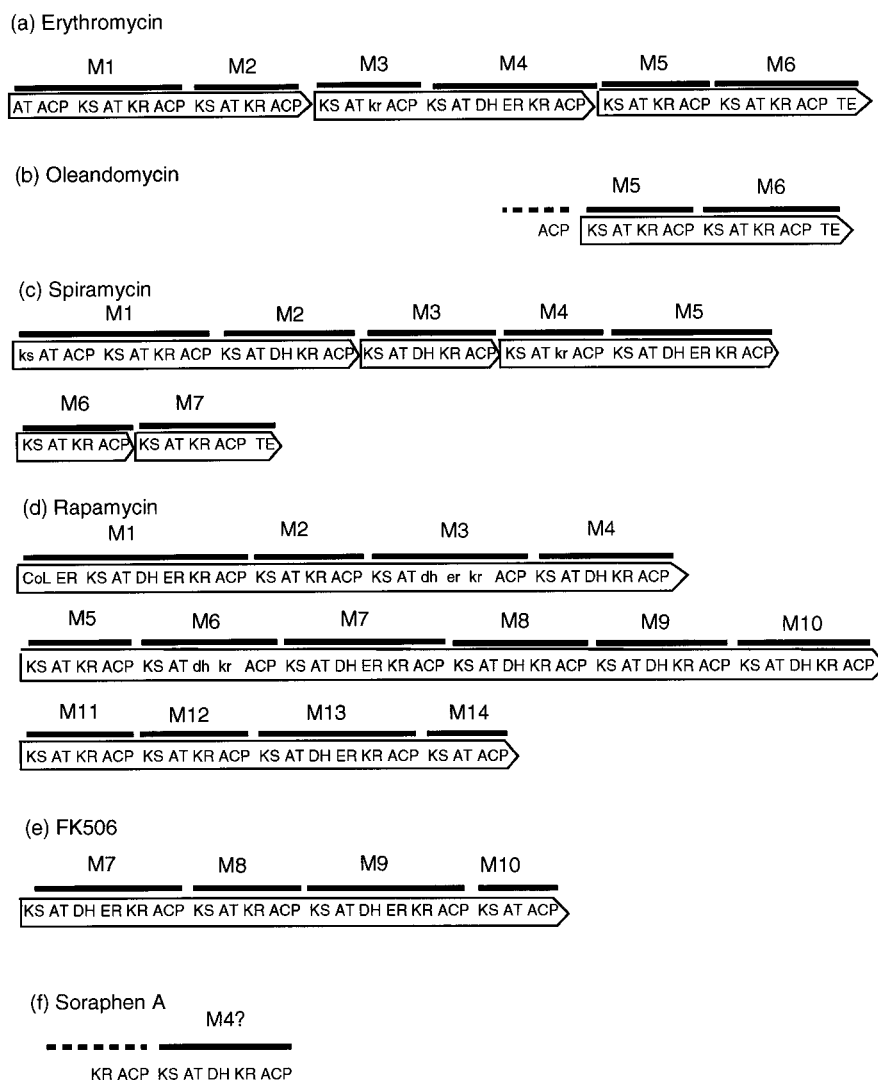 (a) Erythromycin
M1 M2 M3 M4 M5 M6
AT ACP KS AT KR ACP KS AT KR ACP KS AT kr ACP KS AT DH ER KR ACP KS AT KR ACP KS AT KR ACP TE
(b) Oleandomycin
M5 M6
ACP KS AT KR ACP KS AT KR ACP TE
(c) Spiramycin
M1 M2 M3 M4 M5
ks AT ACP KS AT KR ACP KS AT DH KR ACP KS AT DH KR ACP KS AT kr ACP KS AT DH ER KR ACP
M6 M7
KS AT KR ACP KS AT KR ACP TE
(d) Rapamycin
M1 M2 M3 M4
CoL ER KS AT DH ER KR ACP KS AT KR ACP KS AT dh er kr ACP KS AT DH KR ACP
M5 M6 M7 M8 M9 M10
KS AT KR ACP KS AT dh kr ACP KS AT DH ER KR ACP KS AT DH KR ACP KS AT DH KR ACP KS AT DH KR ACP
M11 M12 M13 M14
KS AT KR ACP KS AT KR ACP KS AT DH ER KR ACP KS AT ACP
(e) FK506
M7 M8 M9 M10
KS AT DH ER KR ACP KS AT KR ACP KS AT DH ER KR ACP KS AT ACP
(f) Soraphen A
M4?
KR ACP KS AT DH KR ACP